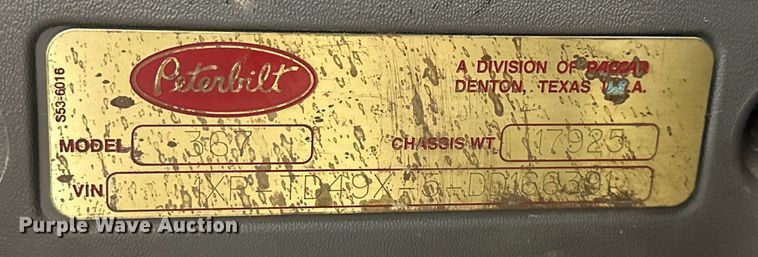 S53-6016
Peterbilt
A DIVISION OF PACCAR
DENTON, TEXAS U.S.A.
MODEL 367 CHASSIS WT. 17925
VIN
Purple Wave Auction